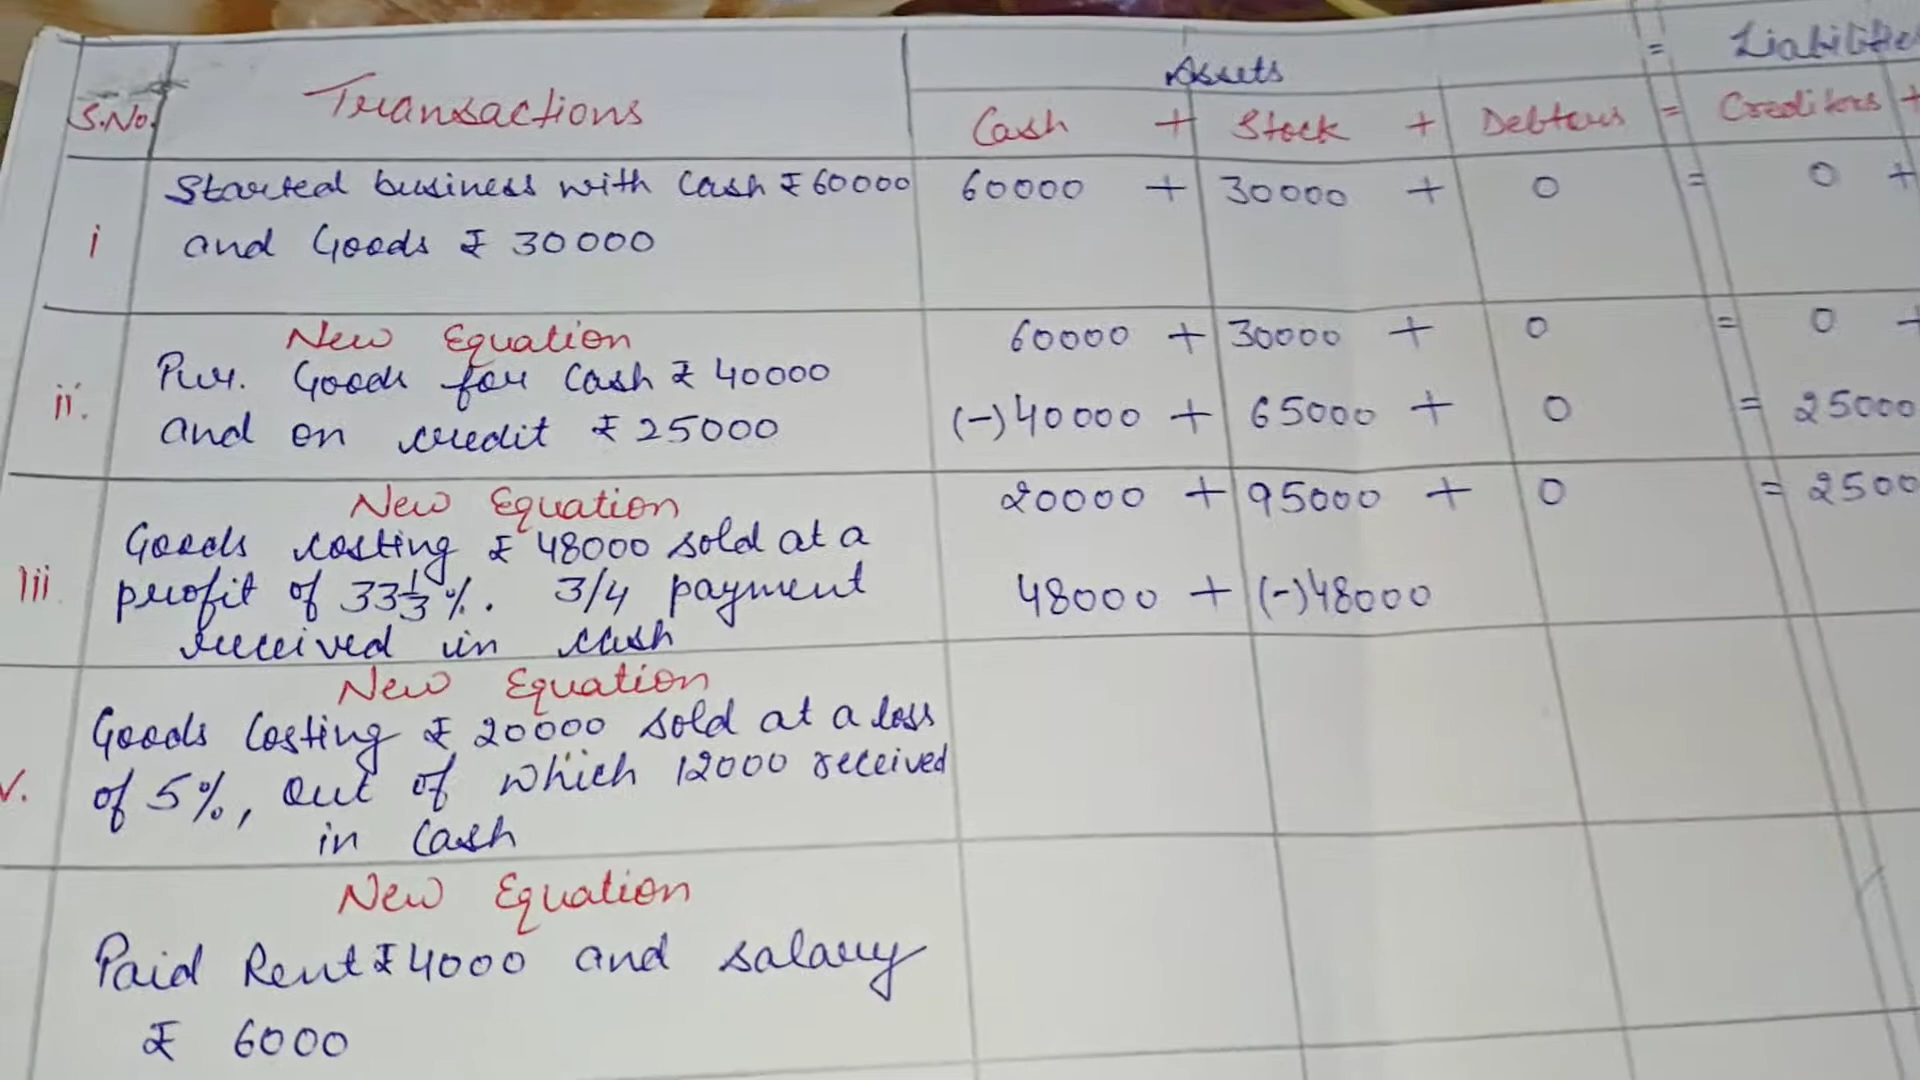 Assets = Liabilitie
S.No. Transactions Cash + Stock + Debtors = Creditors +
Started business with Cash ₹ 60000 60000 + 30000 + 0 = 0 +
i and Goods ₹ 30000
New Equation 60000 + 30000 + 0 = 0 +
Pur. Goods for Cash ₹ 40000
ii. and on credit ₹ 25000 (-) 40000 + 65000 + 0 = 25000
New Equation 20000 + 95000 + 0 = 2500
Goods costing ₹ 48000 sold at a
iii profit of 33 1/3 %. 3/4 payment 48000 + (-) 48000
received in cash
New Equation
Goods Costing ₹ 20000 sold at a loss
v. of 5%, out of which 12000 received
in Cash
New Equation
Paid Rent ₹ 4000 and salary
₹ 6000